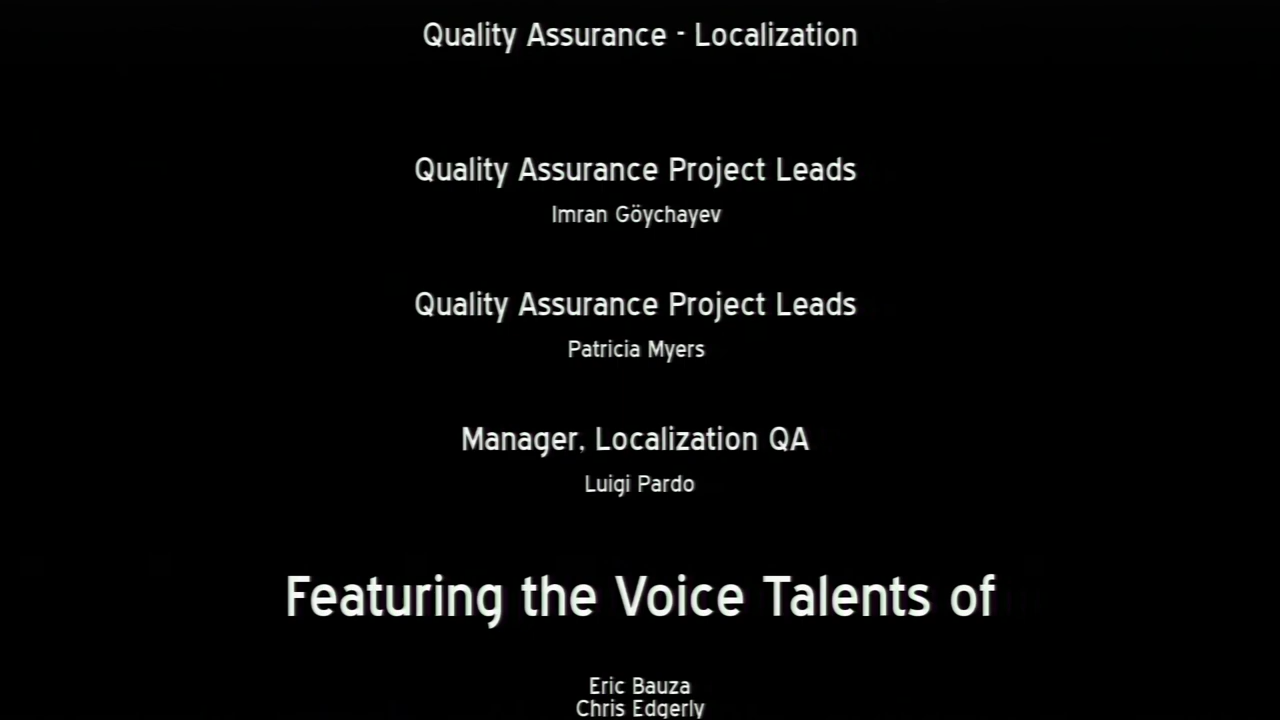 Quality Assurance - Localization
Quality Assurance Project Leads
Imran Göychayev
Quality Assurance Project Leads
Patricia Myers
Manager, Localization QA
Luigi Pardo
Featuring the Voice Talents of
Eric Bauza
Chris Edgerly